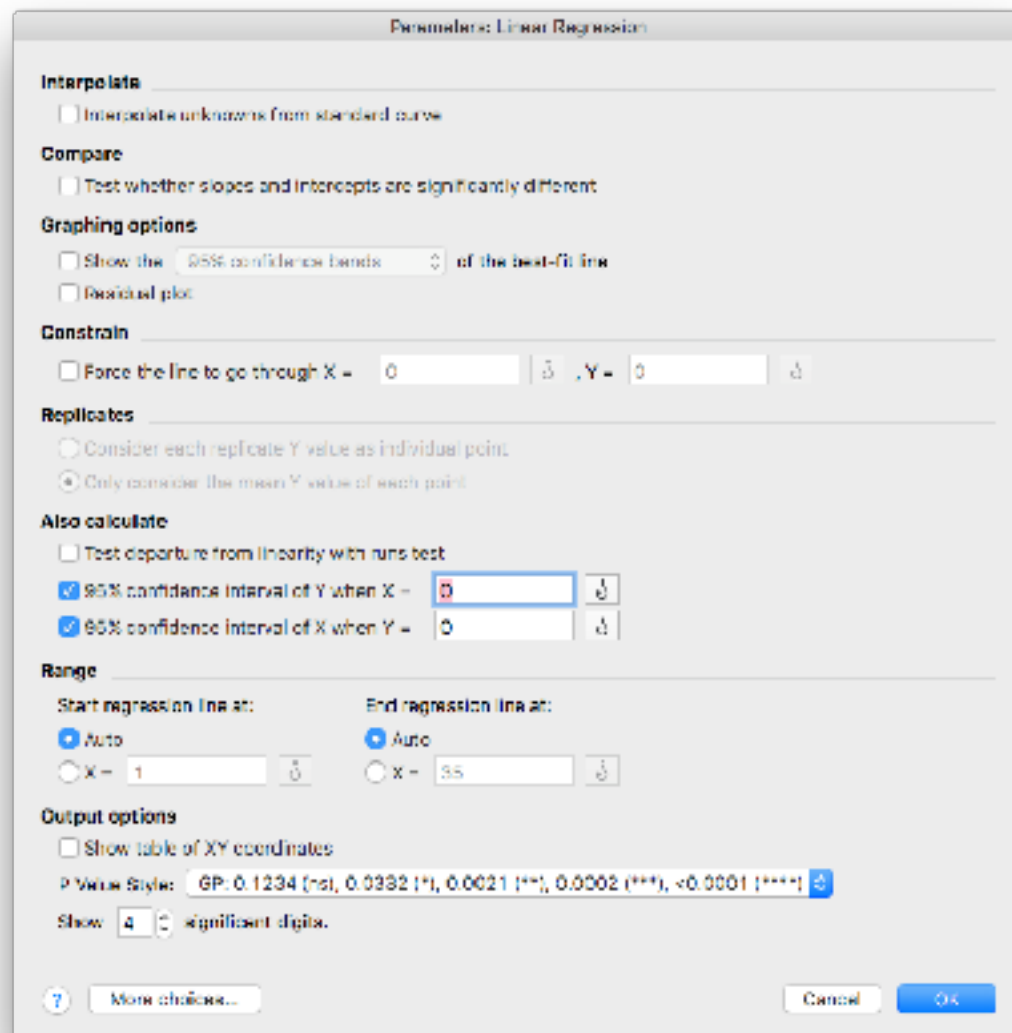 Parameters: Linear Regression
Interpolate
Interpolate unknowns from standard curve
Compare
Test whether slopes and intercepts are significantly different
Graphing options
Show the 95% confidence bands of the best-fit line
Residual plot
Constrain
Force the line to go through X = 0 , Y = 0
Replicates
Consider each replicate Y value as individual point
Only consider the mean Y value of each point
Also calculate
Test departure from linearity with runs test
95% confidence interval of Y when X = 0
95% confidence interval of X when Y = 0
Range
Start regression line at: End regression line at:
Auto Auto
X = 1 X = 35
Output options
Show table of XY coordinates
P Value Style: GP: 0.1234 (ns), 0.0332 (*), 0.0021 (**), 0.0002 (***), <0.0001 (****)
Show 4 significant digits.
? More choices... Cancel OK